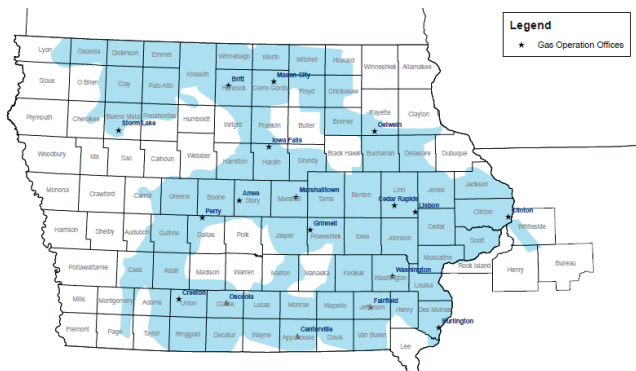 Legend
★ Gas Operation Offices
Lyon
Osceola
Dickinson
Emmet
Winnebago
Worth
Mitchell
Howard
Winneshiek
Allamakee
Kossuth
Sioux
O Brien
Clay
Palo Alto
Britt
Hancock
Mason City
Cerro Gordo
Floyd
Chickasaw
Fayette
Clayton
Plymouth
Cherokee
Buena Vista
Pocahontas
Storm Lake
Humboldt
Wright
Franklin
Butler
Bremer
Oelwein
Woodbury
Ida
Sac
Calhoun
Webster
Hamilton
Iowa Falls
Hardin
Grundy
Black Hawk
Buchanan
Delaware
Dubuque
Monona
Crawford
Carroll
Greene
Boone
Ames
Story
Marshalltown
Marshall
Tama
Benton
Linn
Cedar Rapids
Jones
Lisbon
Jackson
Clinton
Clinton
Whiteside
Harrison
Shelby
Audubon
Guthrie
Perry
Dallas
Polk
Jasper
Grinnell
Poweshiek
Iowa
Johnson
Cedar
Scott
Muscatine
Rock Island
Henry
Bureau
Pottawattamie
Cass
Adair
Madison
Warren
Marion
Mahaska
Keokuk
Washington
Washington
Louisa
Mills
Montgomery
Adams
Creston
Union
Osceola
Clarke
Lucas
Monroe
Wapello
Fairfield
Jefferson
Henry
Des Moines
Burlington
Fremont
Page
Taylor
Ringgold
Decatur
Wayne
Centerville
Appanoose
Davis
Van Buren
Lee